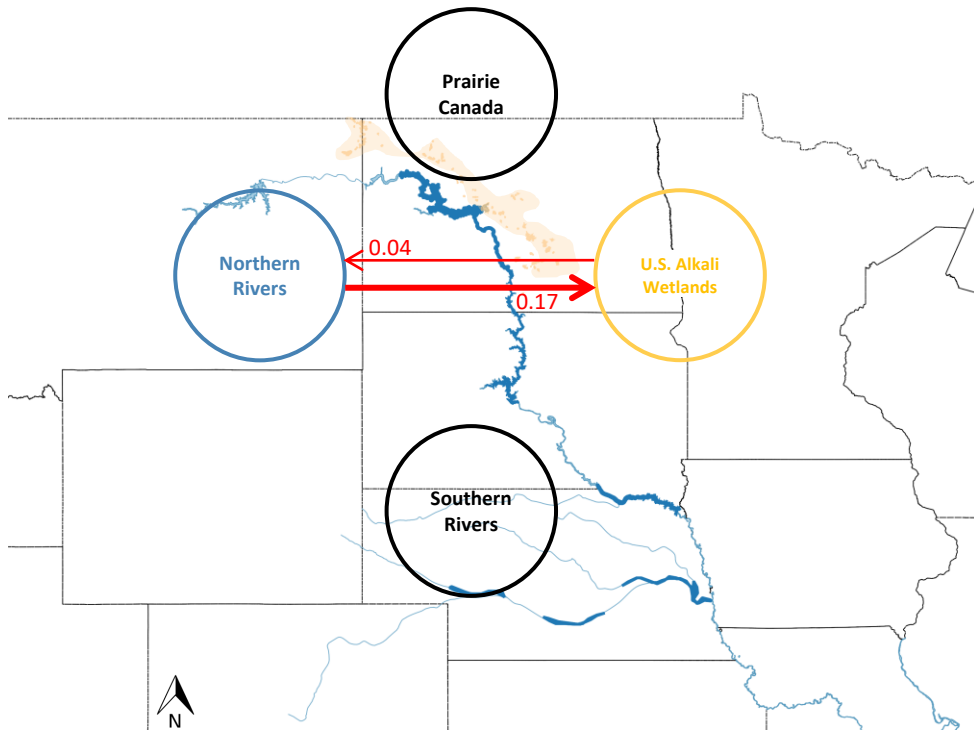 Prairie
Canada
0.04
Northern
Rivers
U.S. Alkali
Wetlands
0.17
Southern
Rivers
N